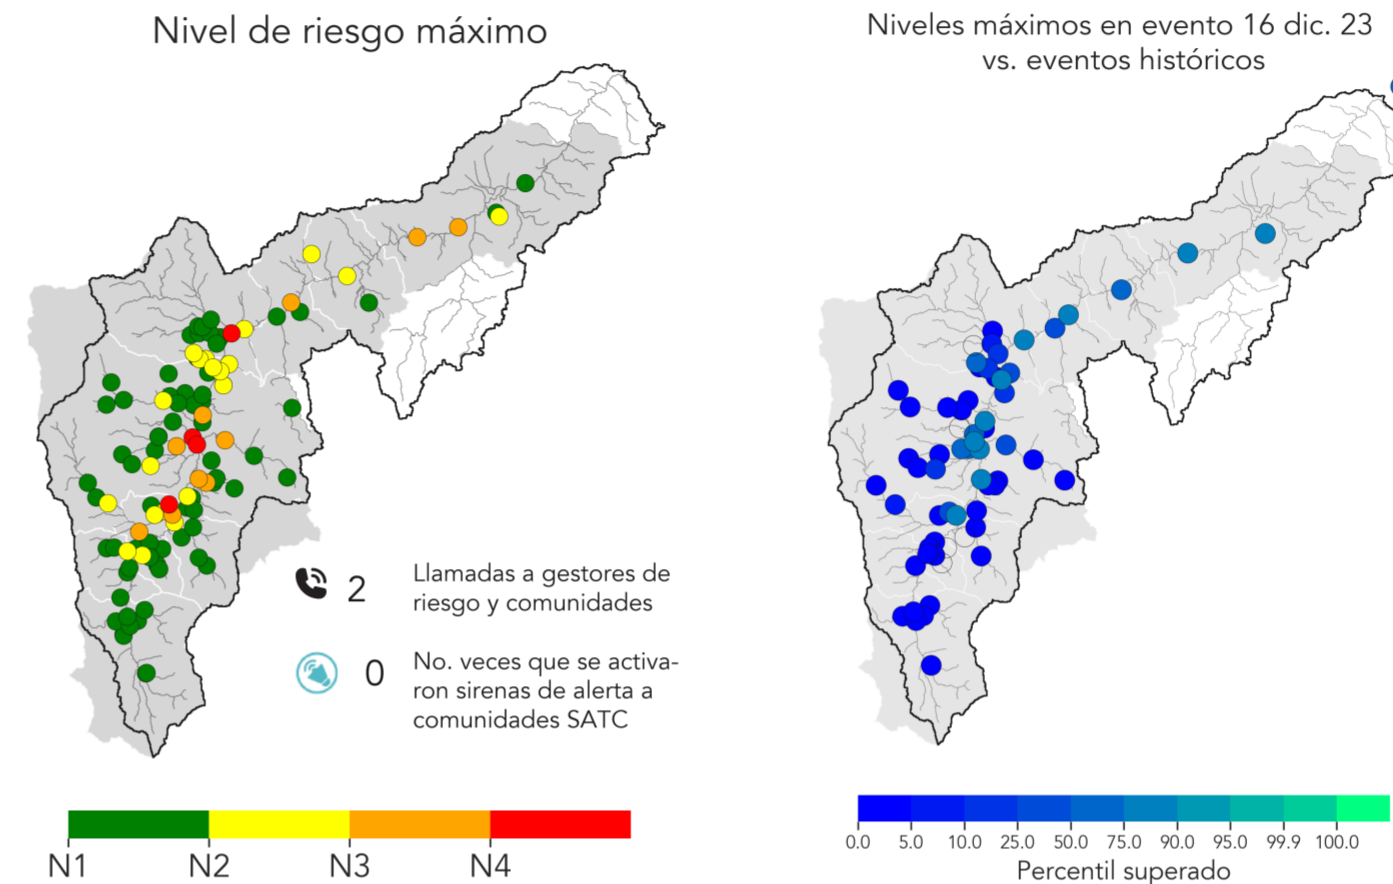 Nivel de riesgo máximo
2
Llamadas a gestores de
riesgo y comunidades
0
No. veces que se activa-
ron sirenas de alerta a
comunidades SATC
N1 N2 N3 N4
Niveles máximos en evento 16 dic. 23
vs. eventos históricos
0.0 5.0 10.0 25.0 50.0 75.0 90.0 95.0 99.9 100.0
Percentil superado